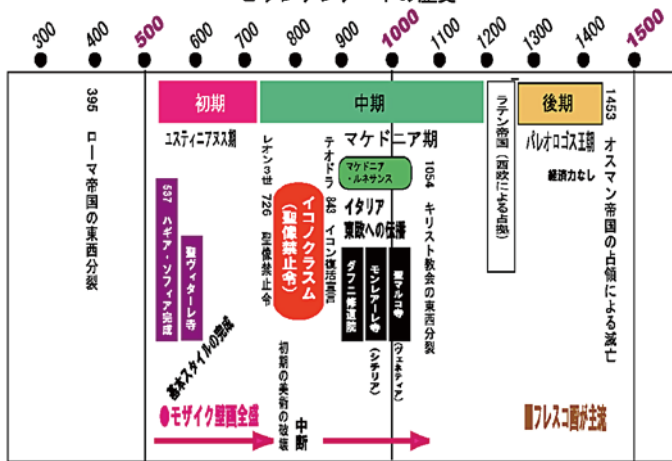 300 400 500 600 700 800 900 1000 1100 1200 1300 1400 1500
初期
中期
後期
395 ローマ帝国の東西分裂
ユスティニアヌス期
537 ハギア・ソフィア完成
聖ヴィターレ寺
基本スタイルの完成
●モザイク壁画全盛
レオン3世 726 聖像禁止令
イコノクラスム
(聖像禁止令)
初期の美術の破壊
中断
テオドラ 843 イコン復活宣言
マケドニア期
マケドニア
・ルネサンス
イタリア
東欧への伝播
ダフニ修道院
モンレアーレ寺
(シチリア)
聖マルコ寺
(ヴェネティア)
1054 キリスト教会の東西分裂
ラテン帝国(西欧による占拠)
パレオロゴス王朝
経済力なし
1453 オスマン帝国の占領による滅亡
■フレスコ画が主流